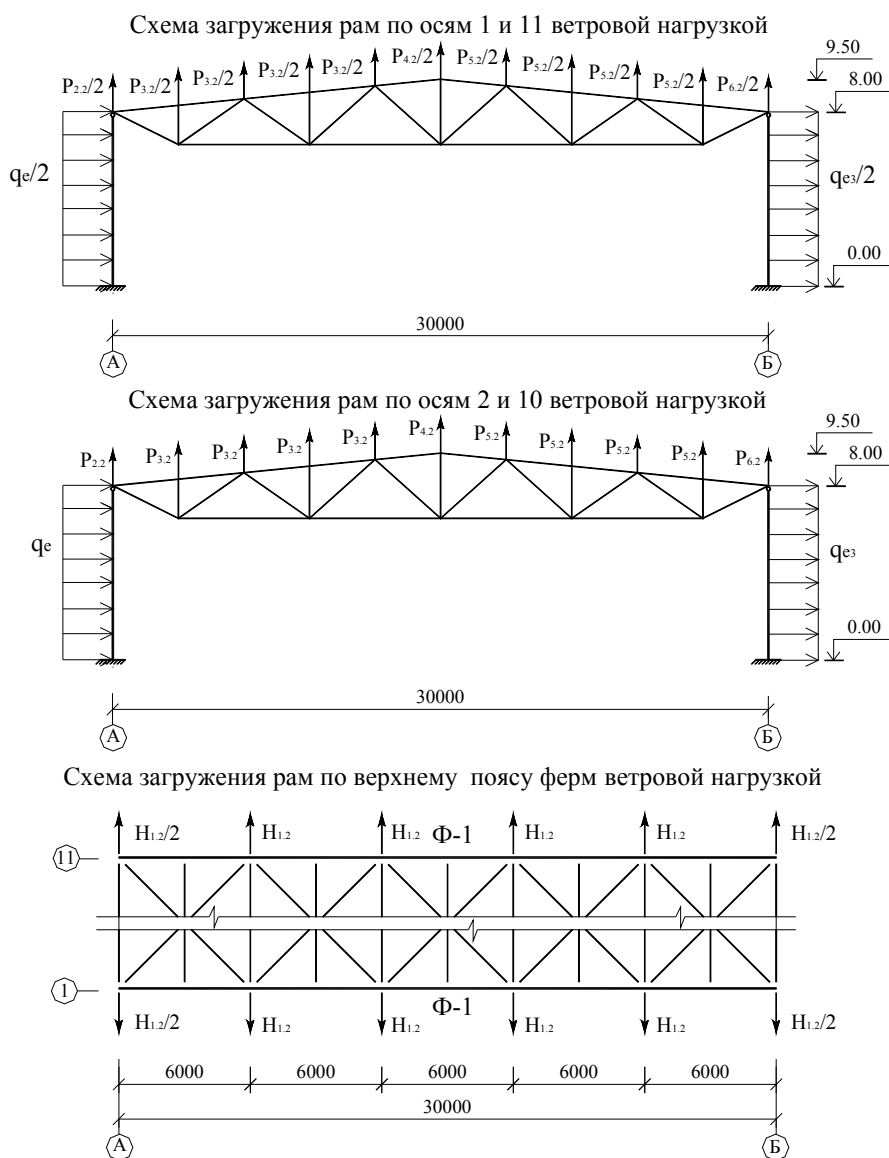 Схема загружения рам по осям 1 и 11 ветровой нагрузкой
P2.2/2 P3.2/2 P3.2/2 P3.2/2 P3.2/2 P4.2/2 P5.2/2 P5.2/2 P5.2/2 P5.2/2 P6.2/2
9.50
8.00
qe/2
qe3/2
0.00
30000
А Б
Схема загружения рам по осям 2 и 10 ветровой нагрузкой
P2.2 P3.2 P3.2 P3.2 P3.2 P4.2 P5.2 P5.2 P5.2 P5.2 P6.2
9.50
8.00
qe
qe3
0.00
30000
А Б
Схема загружения рам по верхнему поясу ферм ветровой нагрузкой
H1.2/2 H1.2 H1.2 H1.2 H1.2 H1.2/2
11
Ф-1
1
Ф-1
H1.2/2 H1.2 H1.2 H1.2 H1.2 H1.2/2
6000 6000 6000 6000 6000
30000
А Б